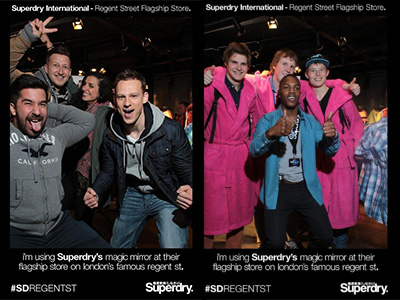 Superdry International - Regent Street Flagship Store.
CALIFORNIA
i'm using Superdry's magic mirror at their
flagship store on london's famous regent st.
#SDREGENTST
Superdry.
Superdry International - Regent Street Flagship Store.
i'm using Superdry's magic mirror at their
flagship store on london's famous regent st.
#SDREGENTST
Superdry.